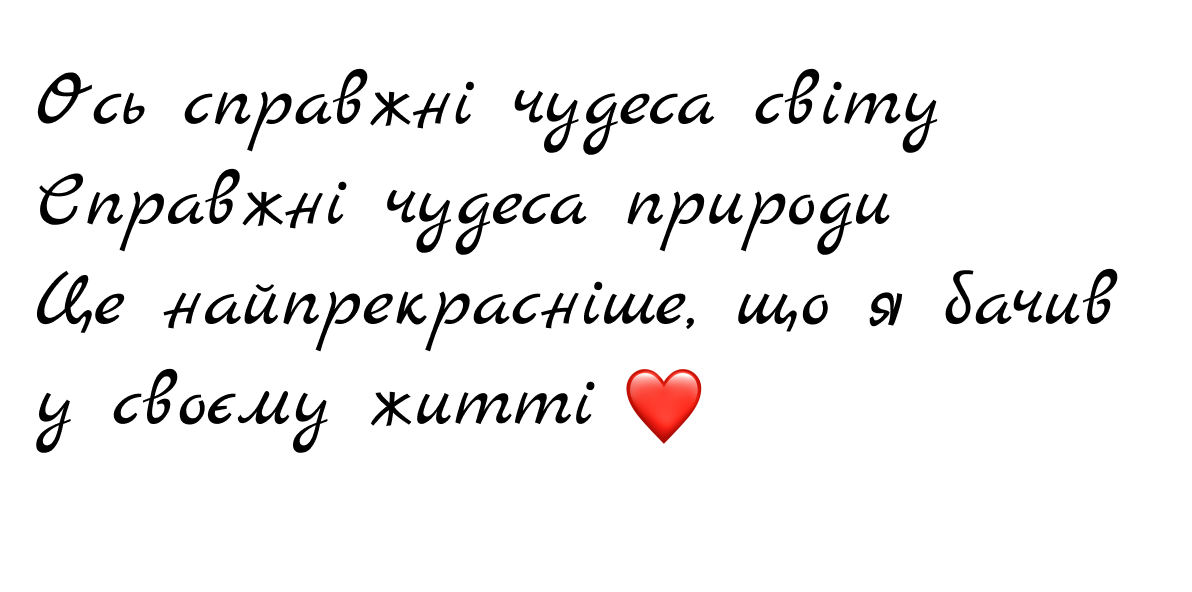 Ось справжні чудеса світу
Справжні чудеса природи
Це найпрекрасніше, що я бачив
у своєму житті ❤️